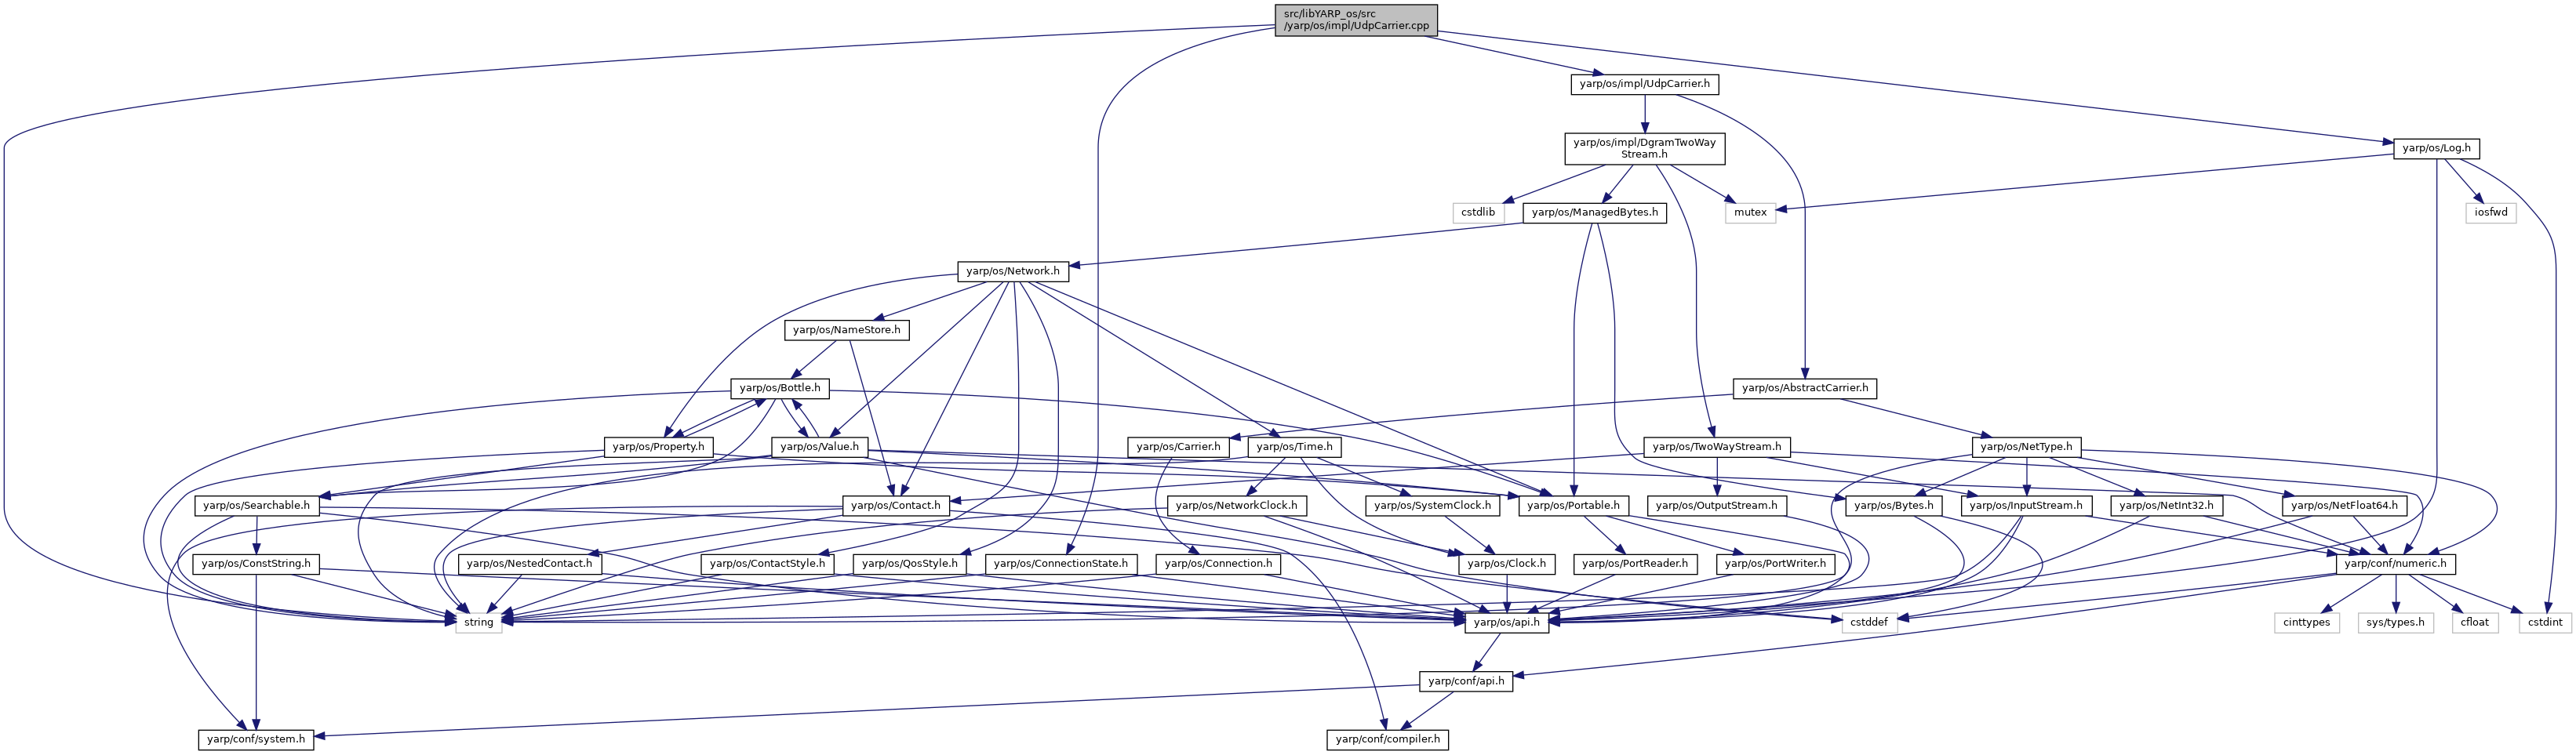 src/libYARP_os/src
/yarp/os/impl/UdpCarrier.cpp
yarp/os/impl/UdpCarrier.h
yarp/os/impl/DgramTwoWay
Stream.h
yarp/os/Log.h
cstdlib
yarp/os/ManagedBytes.h
mutex
iosfwd
yarp/os/Network.h
yarp/os/NameStore.h
yarp/os/Bottle.h
yarp/os/AbstractCarrier.h
yarp/os/Property.h
yarp/os/Value.h
yarp/os/Carrier.h
yarp/os/Time.h
yarp/os/TwoWayStream.h
yarp/os/NetType.h
yarp/os/Searchable.h
yarp/os/Contact.h
yarp/os/NetworkClock.h
yarp/os/SystemClock.h
yarp/os/Portable.h
yarp/os/OutputStream.h
yarp/os/Bytes.h
yarp/os/InputStream.h
yarp/os/NetInt32.h
yarp/os/NetFloat64.h
yarp/os/ConstString.h
yarp/os/NestedContact.h
yarp/os/ContactStyle.h
yarp/os/QosStyle.h
yarp/os/ConnectionState.h
yarp/os/Connection.h
yarp/os/Clock.h
yarp/os/PortReader.h
yarp/os/PortWriter.h
yarp/conf/numeric.h
string
yarp/os/api.h
cstddef
cinttypes
sys/types.h
cfloat
cstdint
yarp/conf/api.h
yarp/conf/system.h
yarp/conf/compiler.h